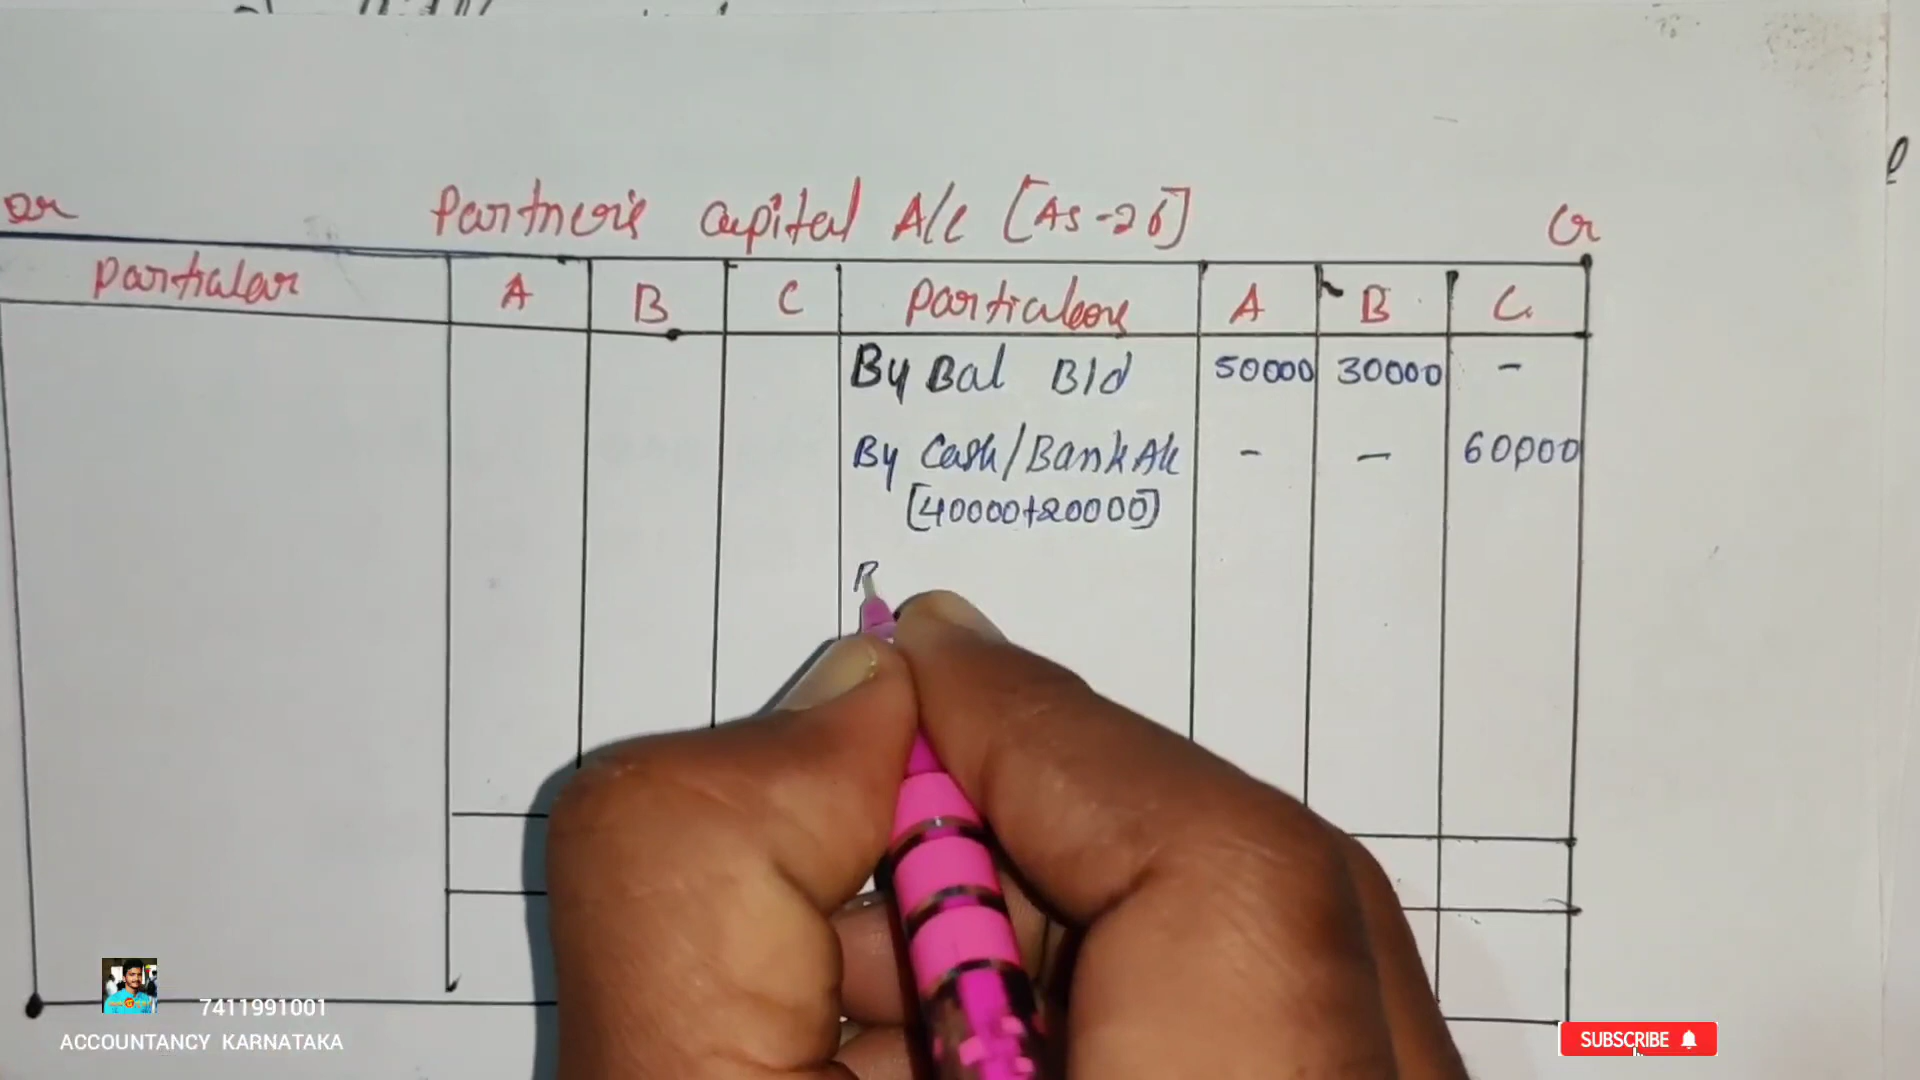 Dr Partner's capital A/c [As-26] Cr
Particular A B C Particulars A B C
By Bal B/d 50000 30000 -
By Cash/Bank A/c - - 60000
[40000+20000]
7411991001
ACCOUNTANCY KARNATAKA
SUBSCRIBE